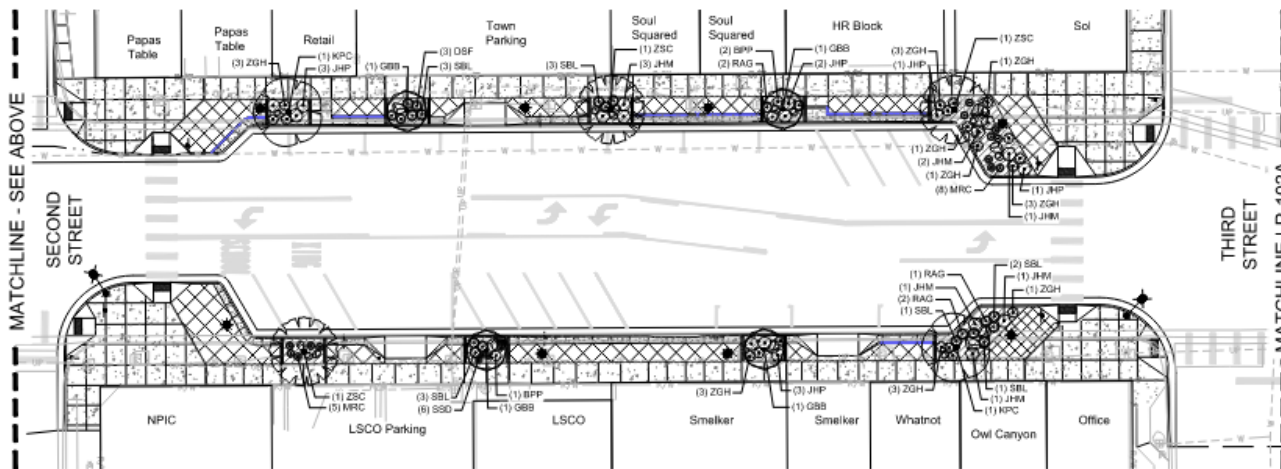 MATCHLINE - SEE ABOVE
SECOND
STREET
Papas
Table
Papas
Table
Retail
Town
Parking
Soul
Squared
Soul
Squared
HR Block
Sol
(3) ZGH
(1) KPC
(3) JHP
(1) GBB
(3) DSF
(3) SBL
(3) SBL
(1) ZSC
(3) JHM
(2) BPP
(2) RAG
(1) GBB
(2) JHP
(3) ZGH
(1) JHP
(1) ZSC
(1) ZGH
(1) ZGH
(2) JHM
(1) ZGH
(8) MRC
(1) JHP
(3) ZGH
(1) JHM
THIRD
STREET
(2) SBL
(1) RAG
(1) JHM
(1) JHM
(1) ZGH
(2) RAG
(1) SBL
(1) ZSC
(5) MRC
(3) SBL
(6) SSD
(1) BPP
(1) GBB
(3) ZGH
(3) JHP
(1) GBB
(3) ZGH
(1) SBL
(1) JHM
(1) KPC
NPIC
LSCO Parking
LSCO
Smelker
Smelker
Whatnot
Owl Canyon
Office